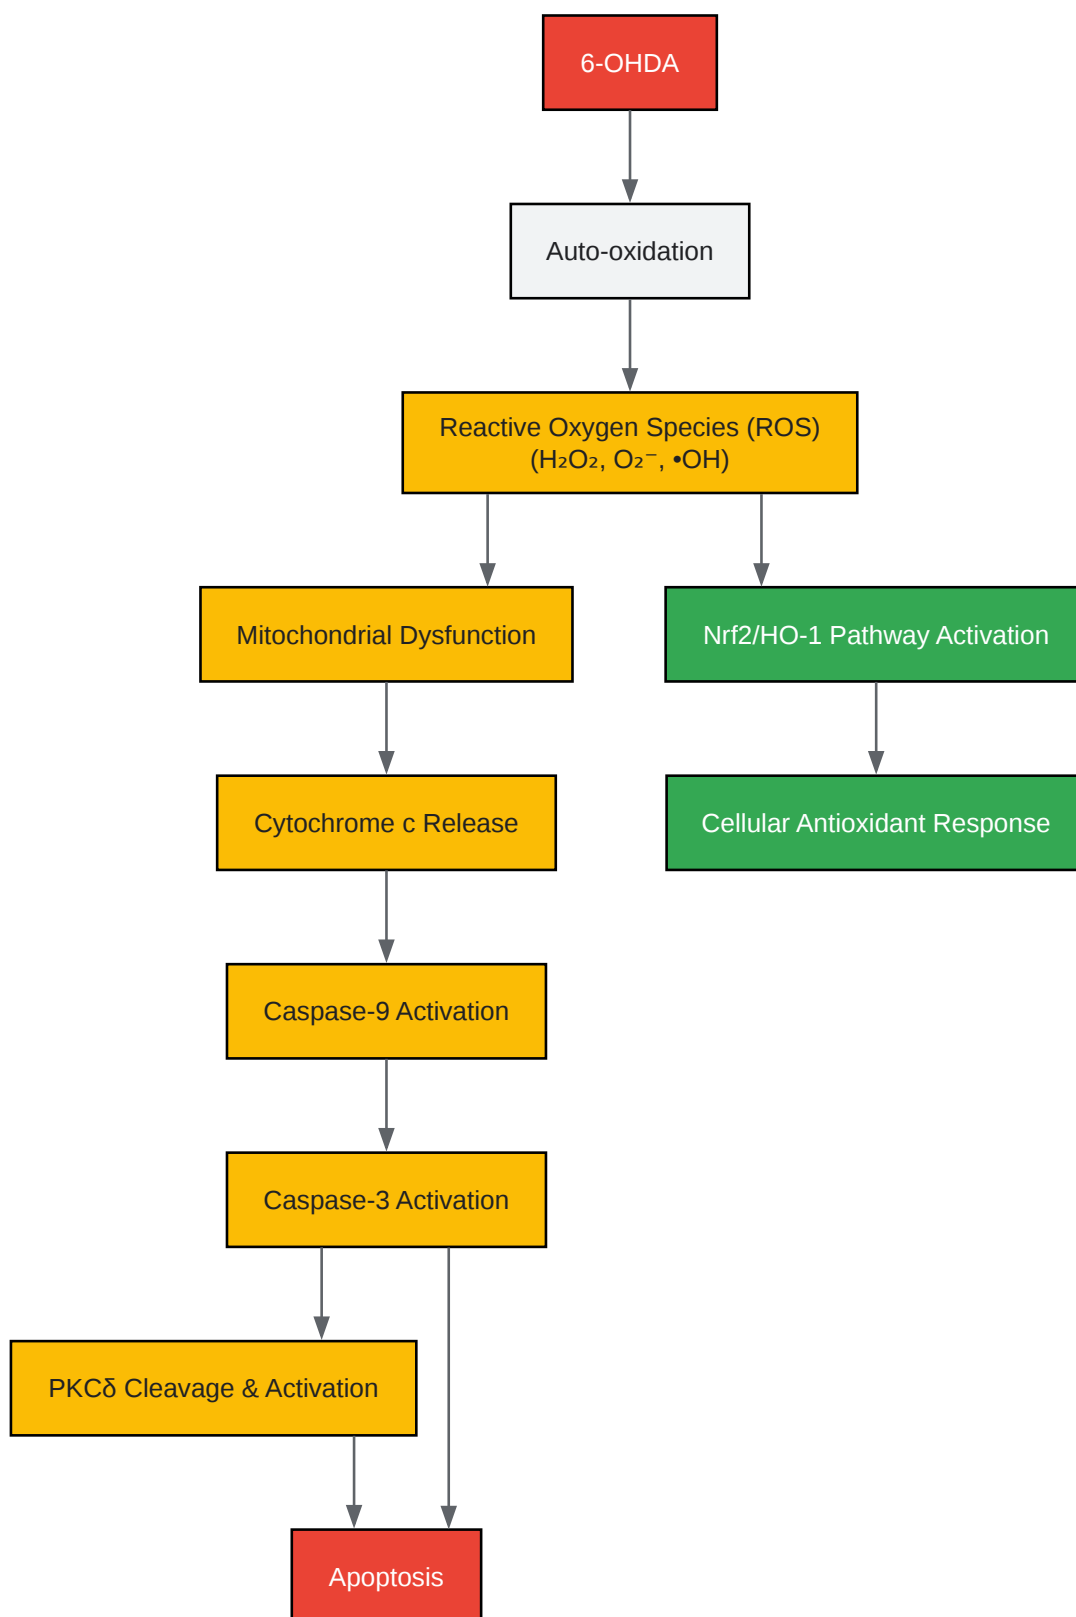 6-OHDA
Auto-oxidation
Reactive Oxygen Species (ROS)
(H₂O₂, O₂⁻, •OH)
Mitochondrial Dysfunction
Nrf2/HO-1 Pathway Activation
Cytochrome c Release
Cellular Antioxidant Response
Caspase-9 Activation
Caspase-3 Activation
PKCδ Cleavage & Activation
Apoptosis